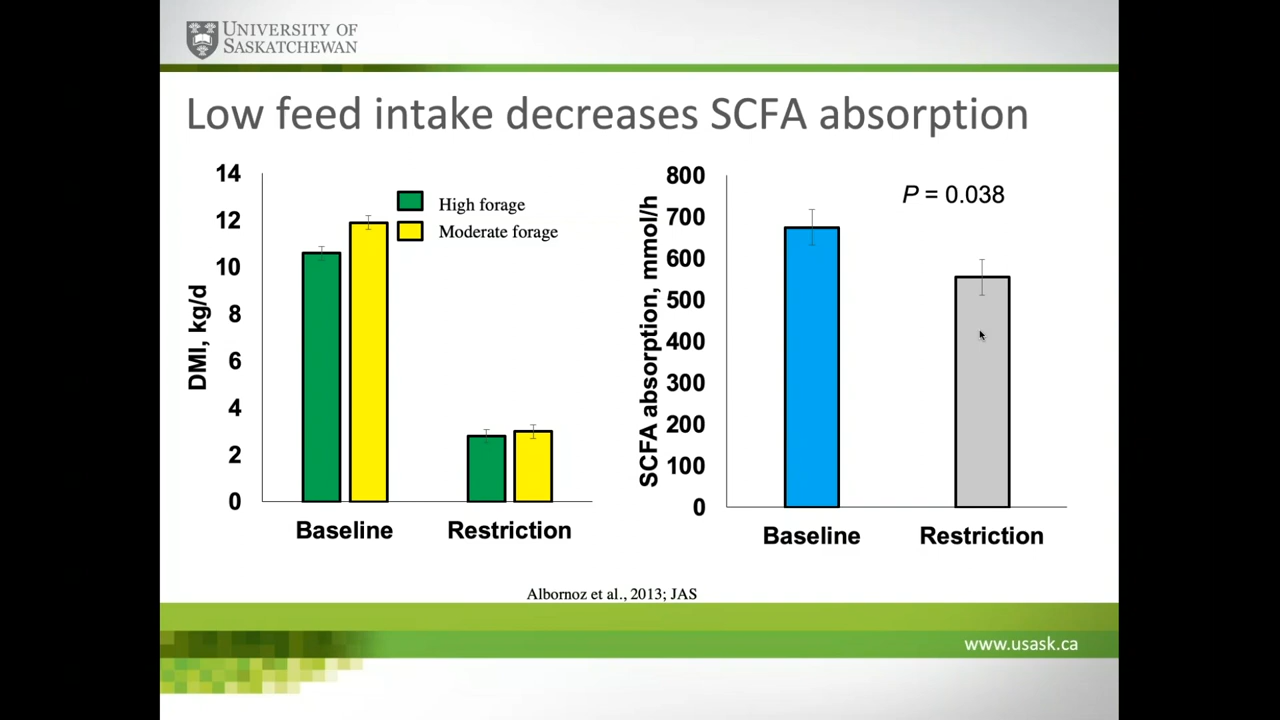 UNIVERSITY OF
SASKATCHEWAN
Low feed intake decreases SCFA absorption
14
12
10
8
6
4
2
0
DMI, kg/d
High forage
Moderate forage
Baseline
Restriction
800
700
600
500
400
300
200
100
0
SCFA absorption, mmol/h
P = 0.038
Baseline
Restriction
Albornoz et al., 2013; JAS
www.usask.ca